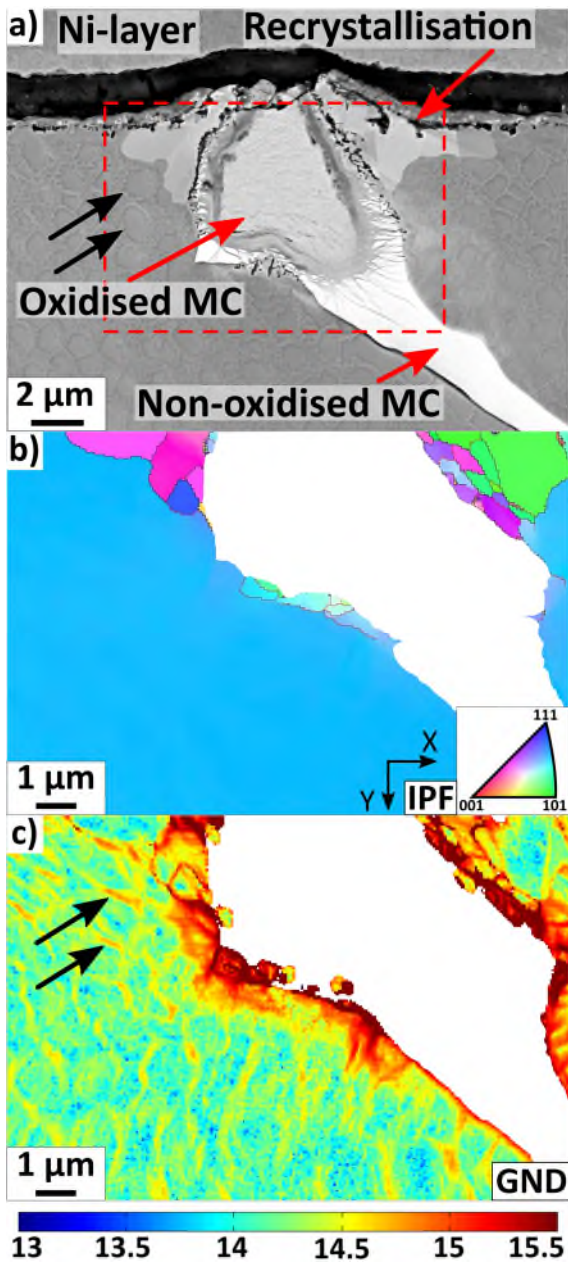 a) Ni-layer Recrystallisation
Oxidised MC
Non-oxidised MC
2 μm
b)
111
X
Y
IPF
001 101
1 μm
c)
1 μm
GND
13 13.5 14 14.5 15 15.5